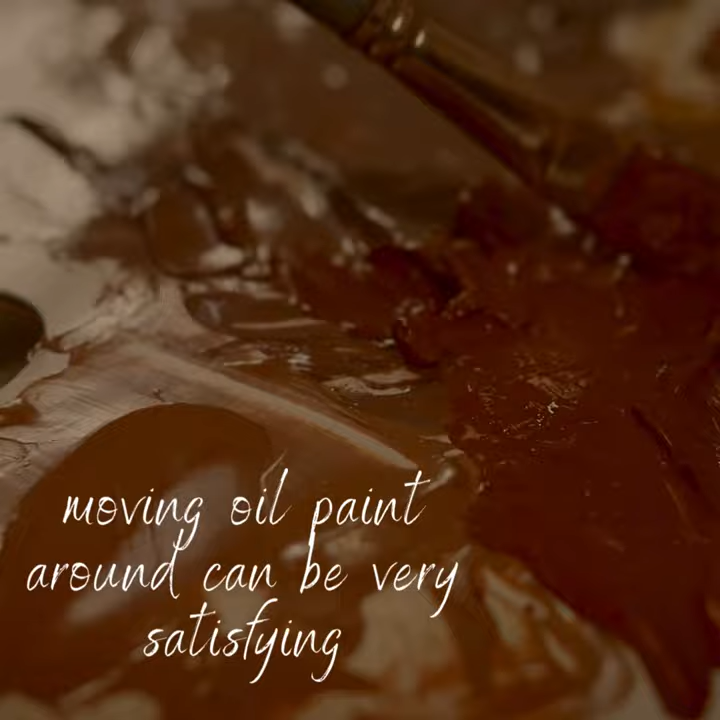 moving oil paint
around can be very
satisfying